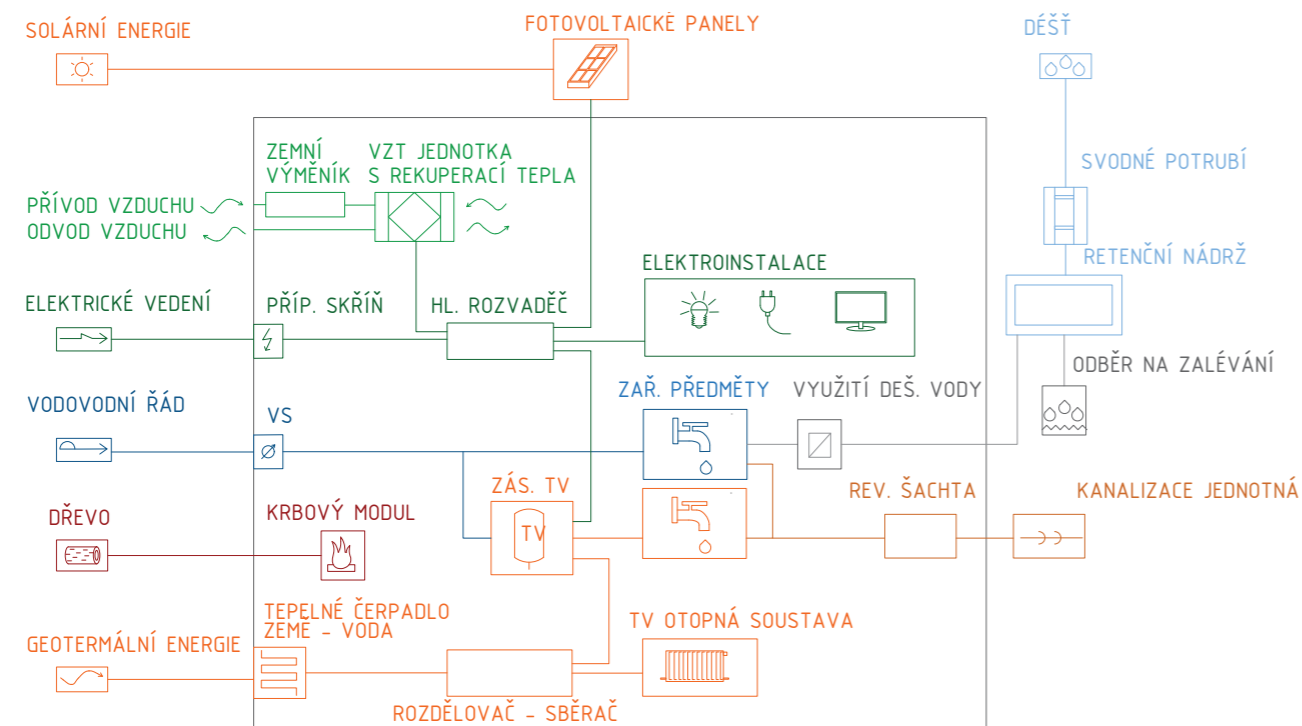 SOLÁRNÍ ENERGIE
FOTOVOLTAICKÉ PANELY
DÉŠŤ
ZEMNÍ
VÝMĚNÍK
VZT JEDNOTKA
S REKUPERACÍ TEPLA
SVODNÉ POTRUBÍ
PŘÍVOD VZDUCHU
ODVOD VZDUCHU
RETENČNÍ NÁDRŽ
ELEKTROINSTALACE
ELEKTRICKÉ VEDENÍ
PŘÍP. SKŘÍŇ
HL. ROZVADĚČ
ODBĚR NA ZALÉVÁNÍ
VODOVODNÍ ŘÁD
VS
ZAŘ. PŘEDMĚTY
VYUŽITÍ DEŠ. VODY
ZÁS. TV
TV
REV. ŠACHTA
KANALIZACE JEDNOTNÁ
DŘEVO
KRBOVÝ MODUL
TEPELNÉ ČERPADLO
ZEMĚ - VODA
TV OTOPNÁ SOUSTAVA
GEOTERMÁLNÍ ENERGIE
ROZDĚLOVAČ - SBĚRAČ